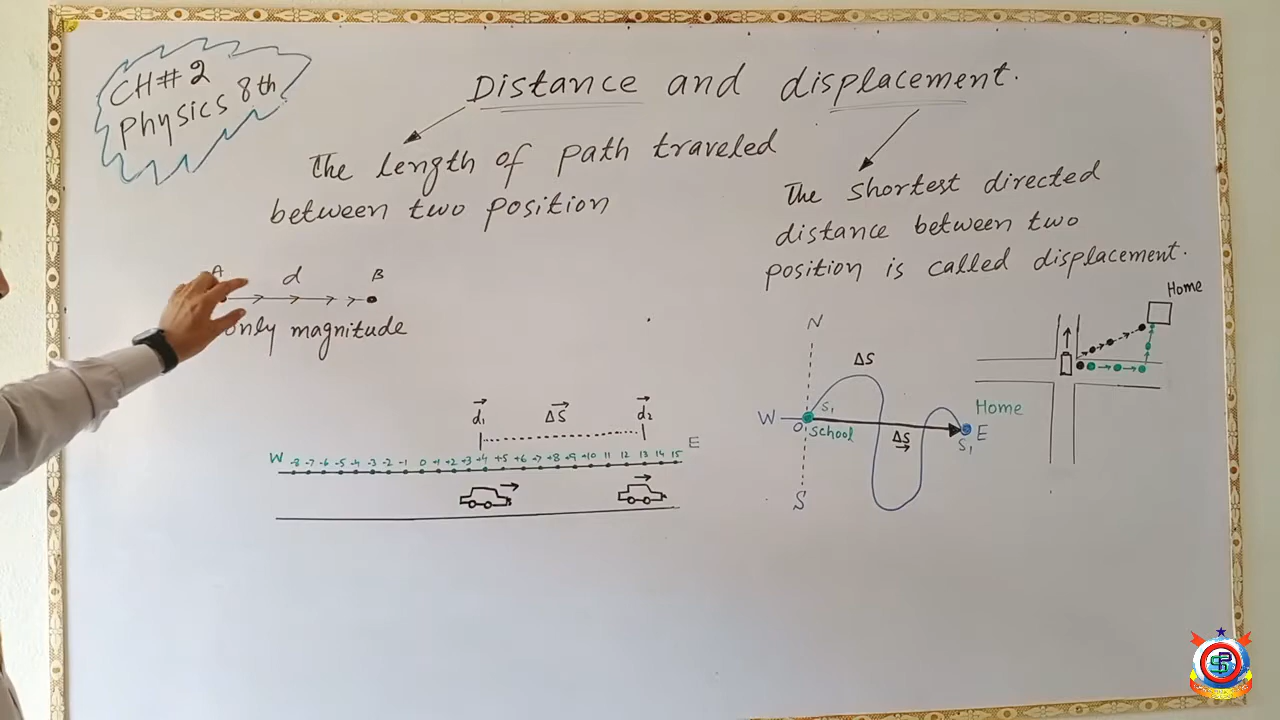 CH#2
Physics 8th
Distance and displacement.
The length of path traveled
between two position
The shortest directed
distance between two
position is called displacement.
A d B
only magnitude
d₁ ΔS d₂
W -8 -7 -6 -5 -4 -3 -2 -1 0 +1 +2 +3 +4 +5 +6 +7 +8 +9 +10 11 12 13 14 15 E
N
ΔS
W O S₁ School
ΔS
Home
S₁ E
S
Home